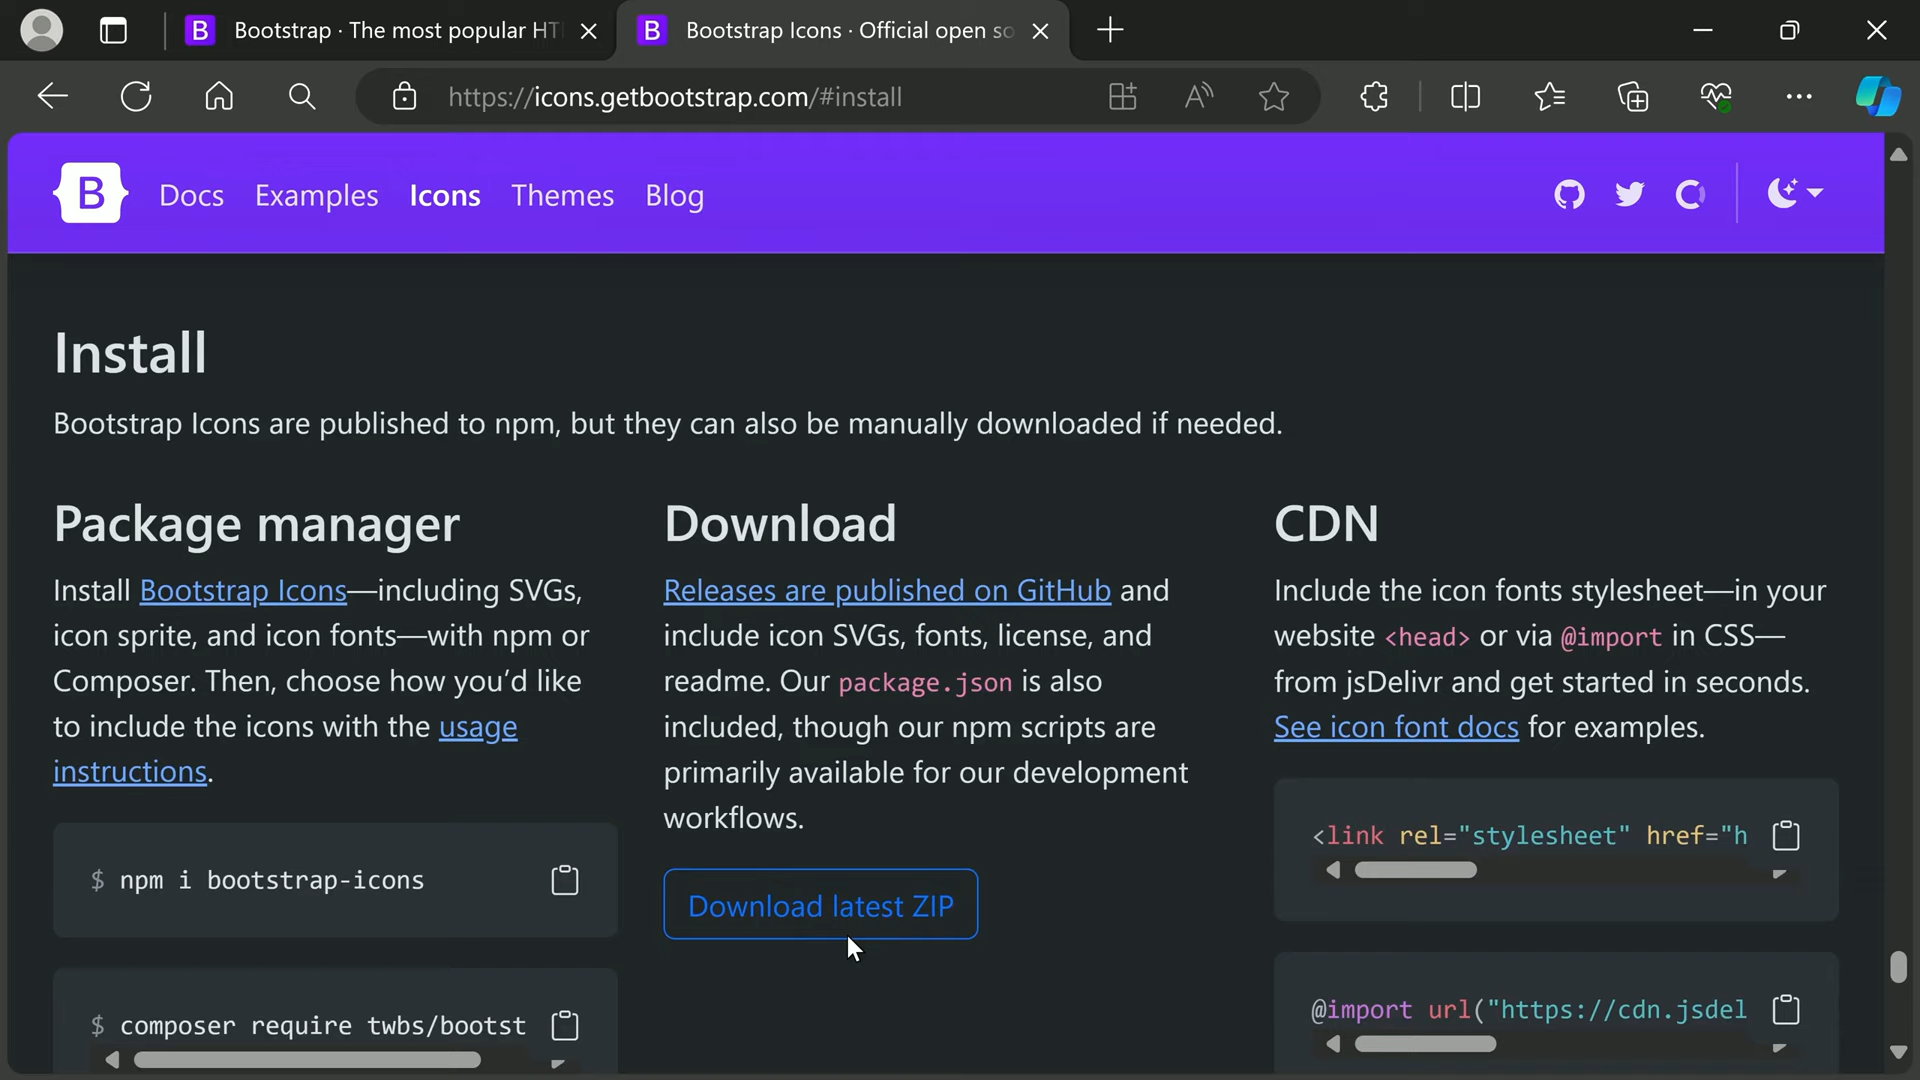 Bootstrap · The most popular HT
Bootstrap Icons · Official open so
https://icons.getbootstrap.com/#install
B
Docs
Examples
Icons
Themes
Blog
Install
Bootstrap Icons are published to npm, but they can also be manually downloaded if needed.
Package manager
Install Bootstrap Icons—including SVGs,
icon sprite, and icon fonts—with npm or
Composer. Then, choose how you’d like
to include the icons with the usage
instructions.
$ npm i bootstrap-icons
$ composer require twbs/bootst
Download
Releases are published on GitHub and
include icon SVGs, fonts, license, and
readme. Our package.json is also
included, though our npm scripts are
primarily available for our development
workflows.
Download latest ZIP
CDN
Include the icon fonts stylesheet—in your
website <head> or via @import in CSS—
from jsDelivr and get started in seconds.
See icon font docs for examples.
<link rel="stylesheet" href="h
@import url("https://cdn.jsdel